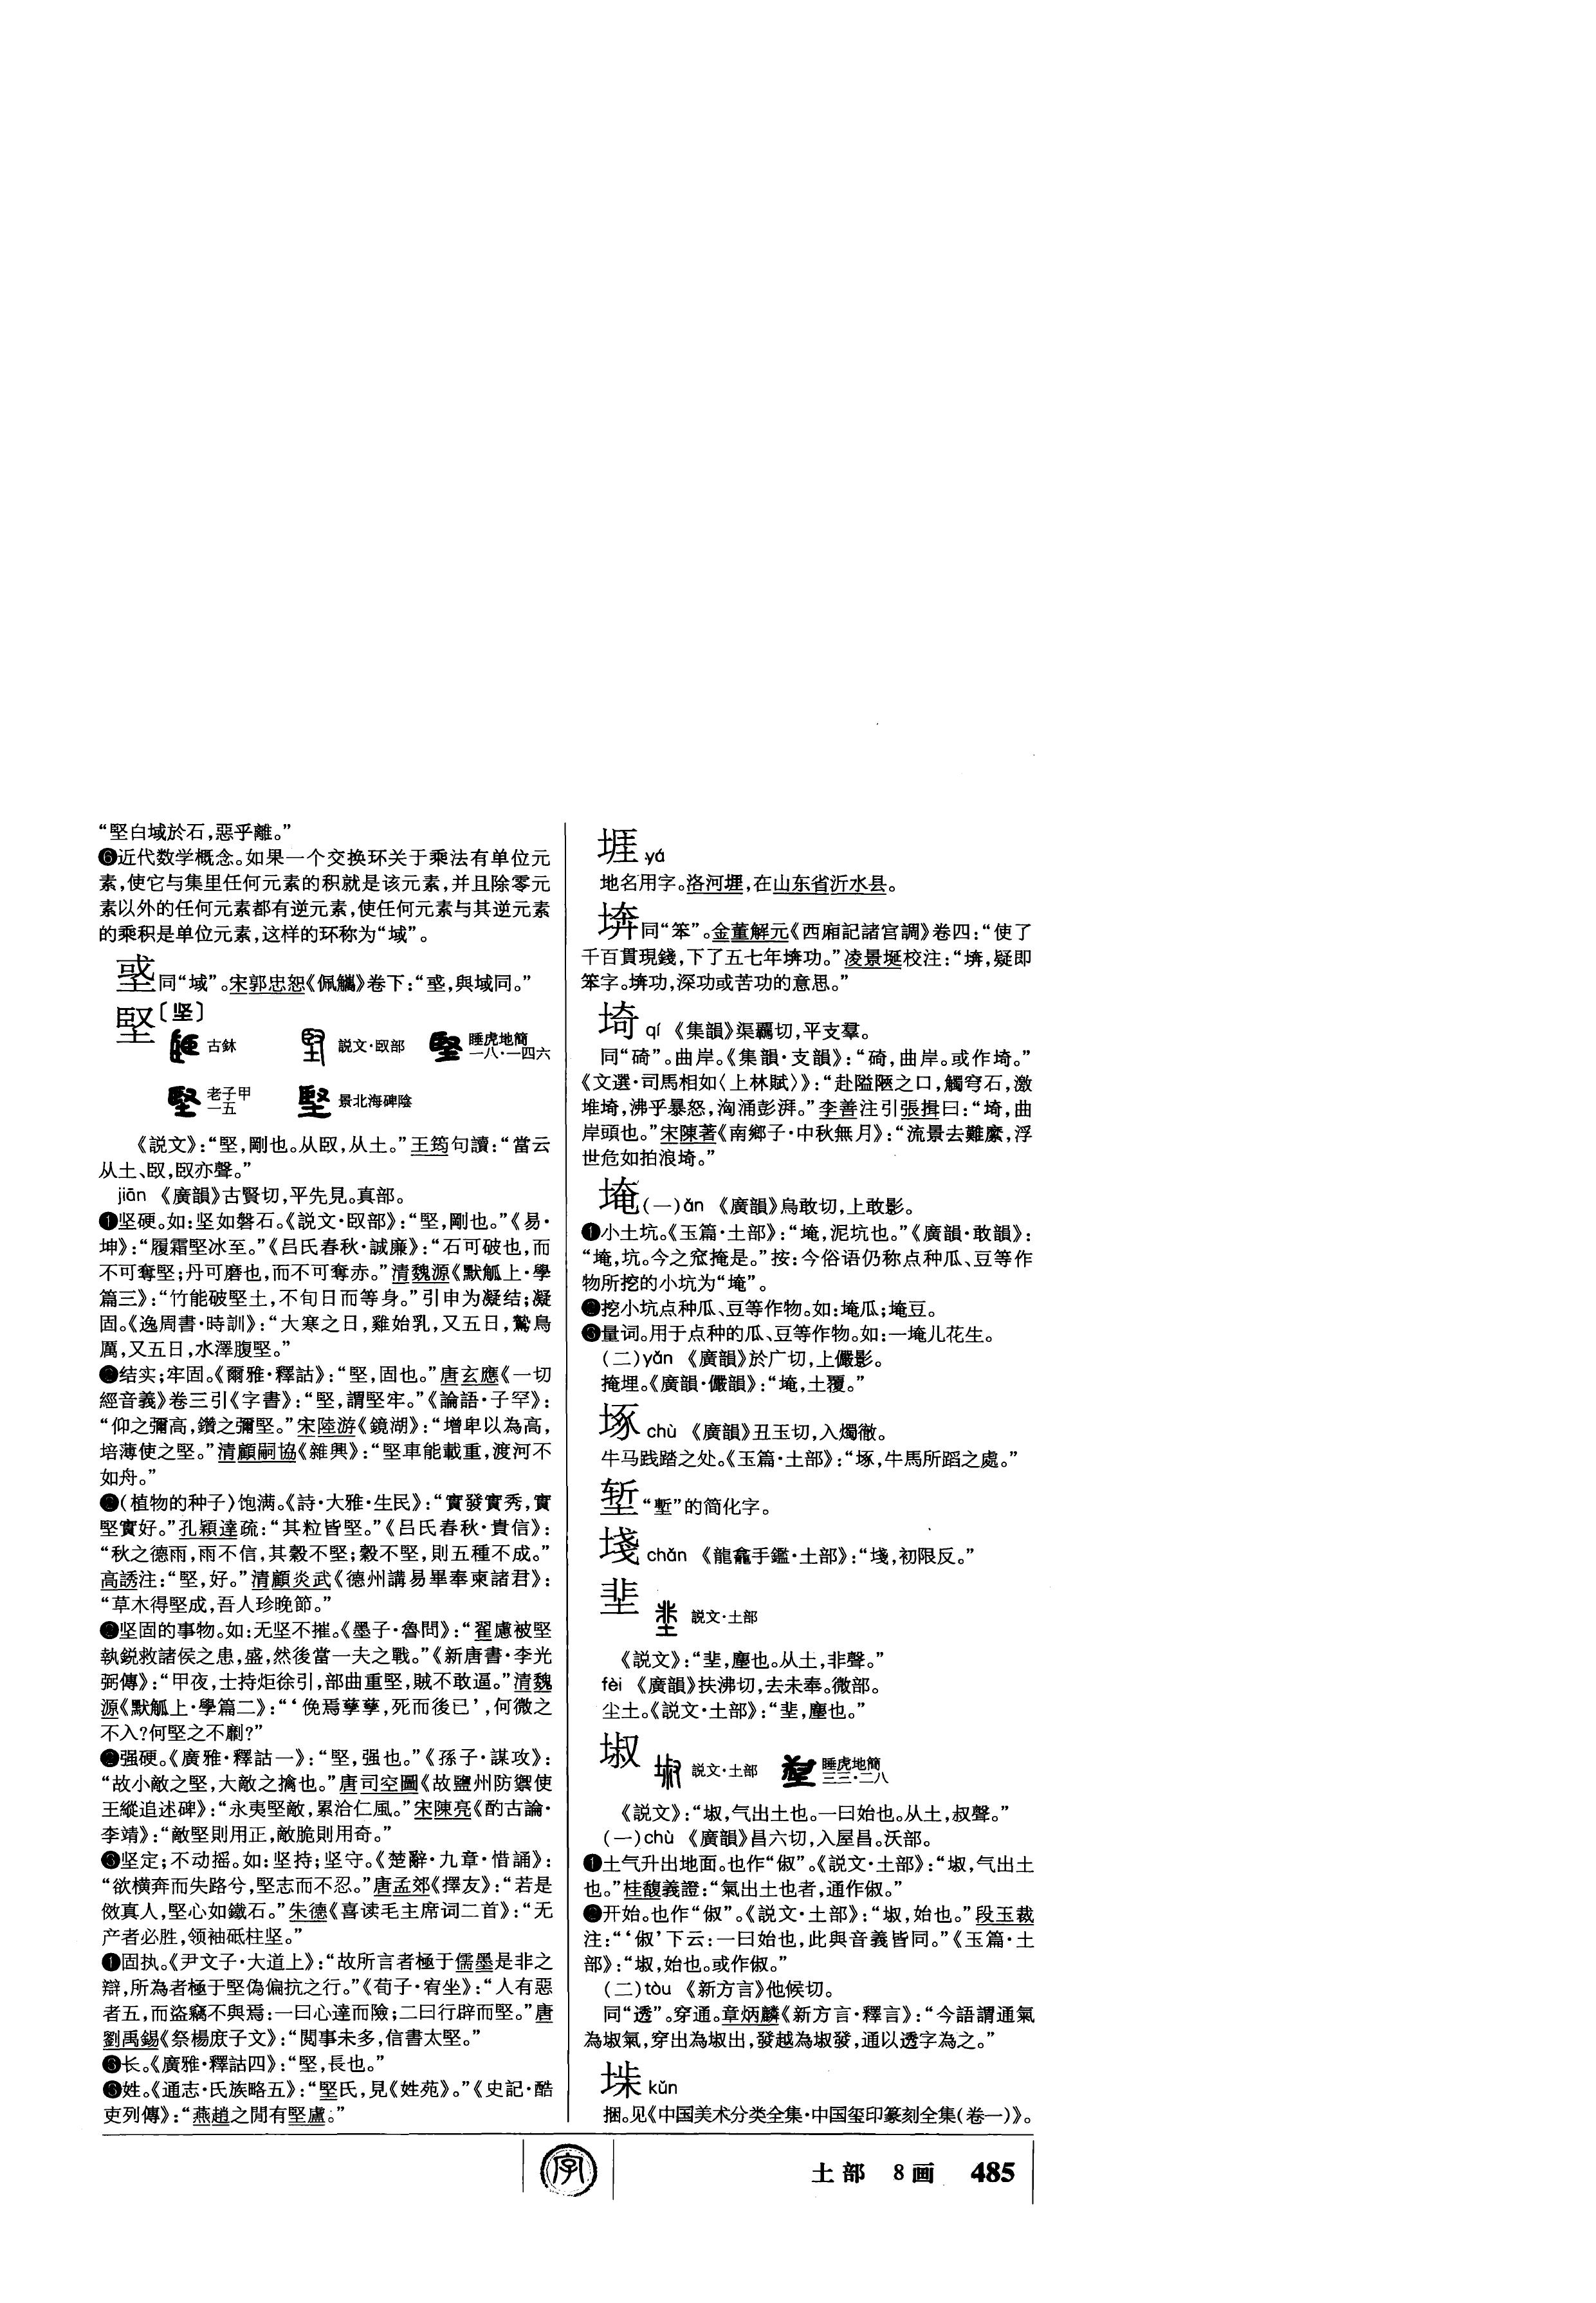 “堅白域於石，惡乎離。”
❻近代数学概念。如果一个交换环关于乘法有单位元
素，使它与集里任何元素的积就是该元素，并且除零元
素以外的任何元素都有逆元素，使任何元素与其逆元素
的乘积是单位元素，这样的环称为“域”。
惐同“域”。宋郭忠恕《佩觿》卷下：“惐，與域同。”
堅〔坚〕
古鉢 説文·臤部 睡虎地簡一八·一四六
老子甲一五 景北海碑陰
《説文》：“堅，剛也。从臤，从土。”王筠句讀：“當云
从土、臤，臤亦聲。”
jiān 《廣韻》古賢切，平先見。真部。
❶坚硬。如：坚如磐石。《説文·臤部》：“堅，剛也。”《易·
坤》：“履霜堅冰至。”《吕氏春秋·誠廉》：“石可破也，而
不可奪堅；丹可磨也，而不可奪赤。”清魏源《默觚上·學
篇三》：“竹能破堅土，不旬日而等身。”引申为凝结；凝
固。《逸周書·時訓》：“大寒之日，雞始乳，又五日，鷙鳥
厲，又五日，水澤腹堅。”
❷结实；牢固。《爾雅·釋詁》：“堅，固也。”唐玄應《一切
經音義》卷三引《字書》：“堅，謂堅牢。”《論語·子罕》：
“仰之彌高，鑽之彌堅。”宋陸游《鏡湖》：“增卑以為高，
培薄使之堅。”清顧嗣協《雜興》：“堅車能載重，渡河不
如舟。”
（植物的种子）饱满。《詩·大雅·生民》：“實發實秀，實
堅實好。”孔穎達疏：“其粒皆堅。”《吕氏春秋·貴信》：
“秋之德雨，雨不信，其穀不堅；穀不堅，則五種不成。”
高誘注：“堅，好。”清顧炎武《德州講易畢奉柬諸君》：
“草木得堅成，吾人珍晚節。”
坚固的事物。如：无坚不摧。《墨子·魯問》：“翟慮被堅
執鋭救諸侯之患，盛，然後當一夫之戰。”《新唐書·李光
弼傳》：“甲夜，士持炬徐引，部曲重堅，賊不敢逼。”清魏
源《默觚上·學篇二》：“‘俛焉孳孳，死而後已’，何微之
不入？何堅之不劘？”
强硬。《廣雅·釋詁一》：“堅，强也。”《孫子·謀攻》：
“故小敵之堅，大敵之擒也。”唐司空圖《故鹽州防禦使
王縱追述碑》：“永夷堅敵，累洽仁風。”宋陳亮《酌古論·
李靖》：“敵堅則用正，敵脆則用奇。”
坚定；不动摇。如：坚持；坚守。《楚辭·九章·惜誦》：
“欲横奔而失路兮，堅志而不忍。”唐孟郊《擇友》：“若是
傚真人，堅心如鐵石。”朱德《喜读毛主席词二首》：“无
产者必胜，领袖砥柱坚。”
固执。《尹文子·大道上》：“故所言者極于儒墨是非之
辯，所為者極于堅偽偏抗之行。”《荀子·宥坐》：“人有惡
者五，而盜竊不與焉：一曰心達而險；二曰行辟而堅。”唐
劉禹錫《祭楊庶子文》：“閲事未多，信書太堅。”
长。《廣雅·釋詁四》：“堅，長也。”
姓。《通志·氏族略五》：“堅氏，見《姓苑》。”《史記·酷
吏列傳》：“燕趙之間有堅盧。”
堐 yá
地名用字。洛河堐，在山东省沂水县。
塂同“笨”。金董解元《西廂記諸宫調》卷四：“使了
千百貫現錢，下了五七年塂功。”凌景埏校注：“塂，疑即
笨字。塂功，深功或苦功的意思。”
埼 qí 《集韻》渠羈切，平支羣。
同“碕”。曲岸。《集韻·支韻》：“碕，曲岸。或作埼。”
《文選·司馬相如〈上林賦〉》：“赴隘陿之口，觸穹石，激
堆埼，沸乎暴怒，洶涌彭湃。”李善注引張揖曰：“埼，曲
岸頭也。”宋陳著《南鄉子·中秋無月》：“流景去難縻，浮
世危如拍浪埼。”
埯（一）ǎn 《廣韻》烏敢切，上敢影。
❶小土坑。《玉篇·土部》：“埯，泥坑也。”《廣韻·敢韻》：
“埯，坑。今之窊掩是。”按：今俗语仍称点种瓜、豆等作
物所挖的小坑为“埯”。
❷挖小坑点种瓜、豆等作物。如：埯瓜；埯豆。
❸量词。用于点种的瓜、豆等作物。如：一埯儿花生。
（二）yǎn 《廣韻》於广切，上儼影。
掩埋。《廣韻·儼韻》：“埯，土覆。”
塚 chù 《廣韻》丑玉切，入燭徹。
牛马践踏之处。《玉篇·土部》：“塚，牛馬所蹈之處。”
堑“塹”的简化字。
㙴 chǎn 《龍龕手鑑·土部》：“㙴，初限反。”
䨽 説文·土部
《説文》：“，塵也。从土，非聲。”
fèi 《廣韻》扶沸切，去未奉。微部。
尘土。《説文·土部》：“，塵也。”
埱 説文·土部 睡虎地簡三三·二八
《説文》：“埱，气出土也。一曰始也。从土，叔聲。”
（一）chù 《廣韻》昌六切，入屋昌。沃部。
❶土气升出地面。也作“俶”。《説文·土部》：“埱，气出土
也。”桂馥義證：“氣出土也者，通作俶。”
❷开始。也作“俶”。《説文·土部》：“埱，始也。”段玉裁
注：“‘俶’下云：一曰始也，此與音義皆同。”《玉篇·土
部》：“埱，始也。或作俶。”
（二）tòu 《新方言》他候切。
同“透”。穿通。章炳麟《新方言·釋言》：“今語謂通氣
為埱氣，穿出為埱出，發越為埱發，通以透字為之。”
kǔn
捆。见《中国美术分类全集·中国玺印篆刻全集（卷一）》。
字
土部 8画 485